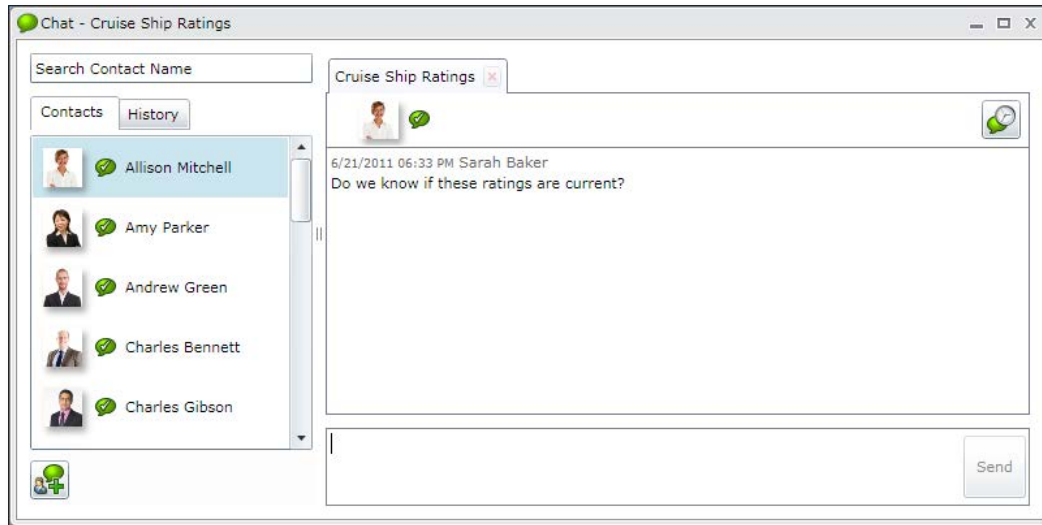 Chat - Cruise Ship Ratings
Search Contact Name
Contacts
History
Allison Mitchell
Amy Parker
Andrew Green
Charles Bennett
Charles Gibson
Cruise Ship Ratings
6/21/2011 06:33 PM Sarah Baker
Do we know if these ratings are current?
Send